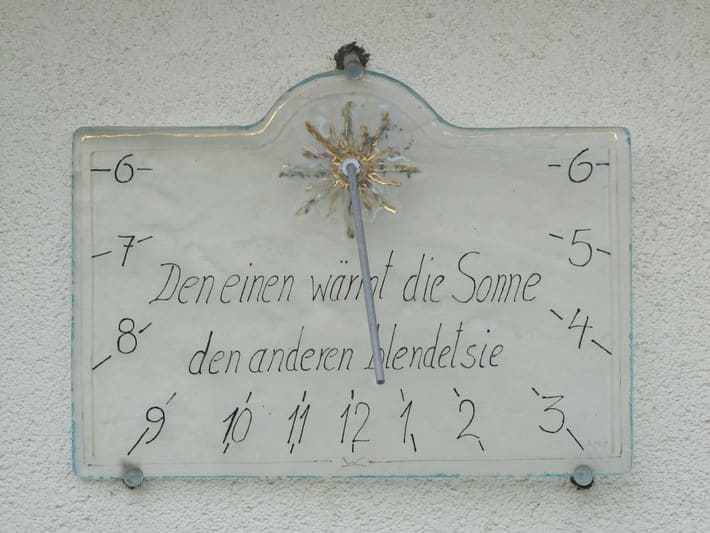 6 6
7 5
Den einen wärmt die Sonne
8 4
den anderen blendet sie
9 10 11 12 1 2 3